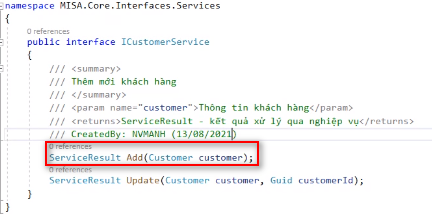 namespace MISA.Core.Interfaces.Services
{
0 references
public interface ICustomerService
{
/// <summary>
/// Thêm mới khách hàng
/// </summary>
/// <param name="customer">Thông tin khách hàng</param>
/// <returns>ServiceResult - kết quả xử lý qua nghiệp vụ</returns>
/// CreatedBy: NVMANH (13/08/2021)
0 references
ServiceResult Add(Customer customer);
0 references
ServiceResult Update(Customer customer, Guid customerId);
}
}